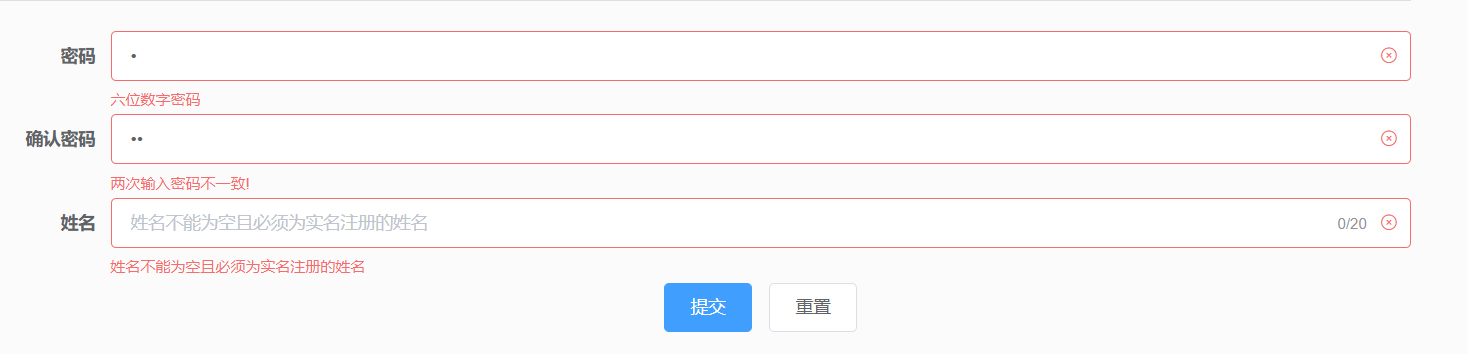 密码 •
六位数字密码
确认密码 ••
两次输入密码不一致!
姓名 姓名不能为空且必须为实名注册的姓名 0/20
姓名不能为空且必须为实名注册的姓名
提交 重置